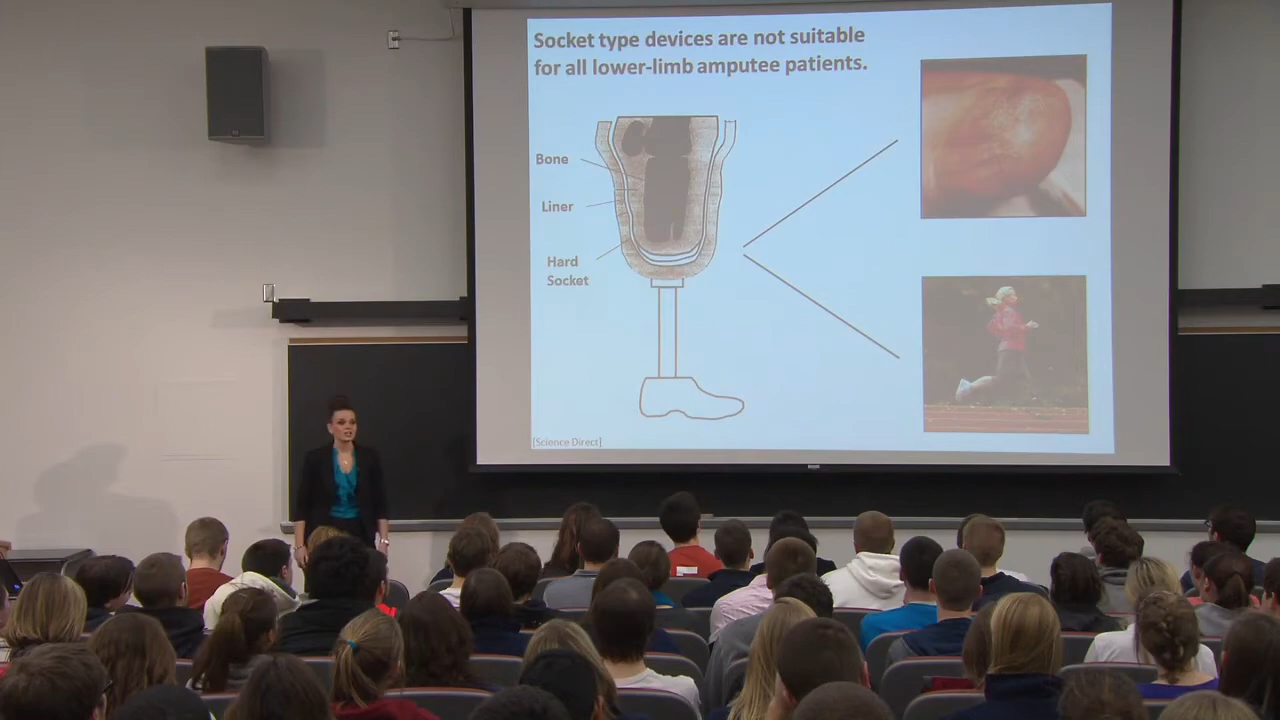 Socket type devices are not suitable
for all lower-limb amputee patients.
Bone
Liner
Hard
Socket
[Science Direct]